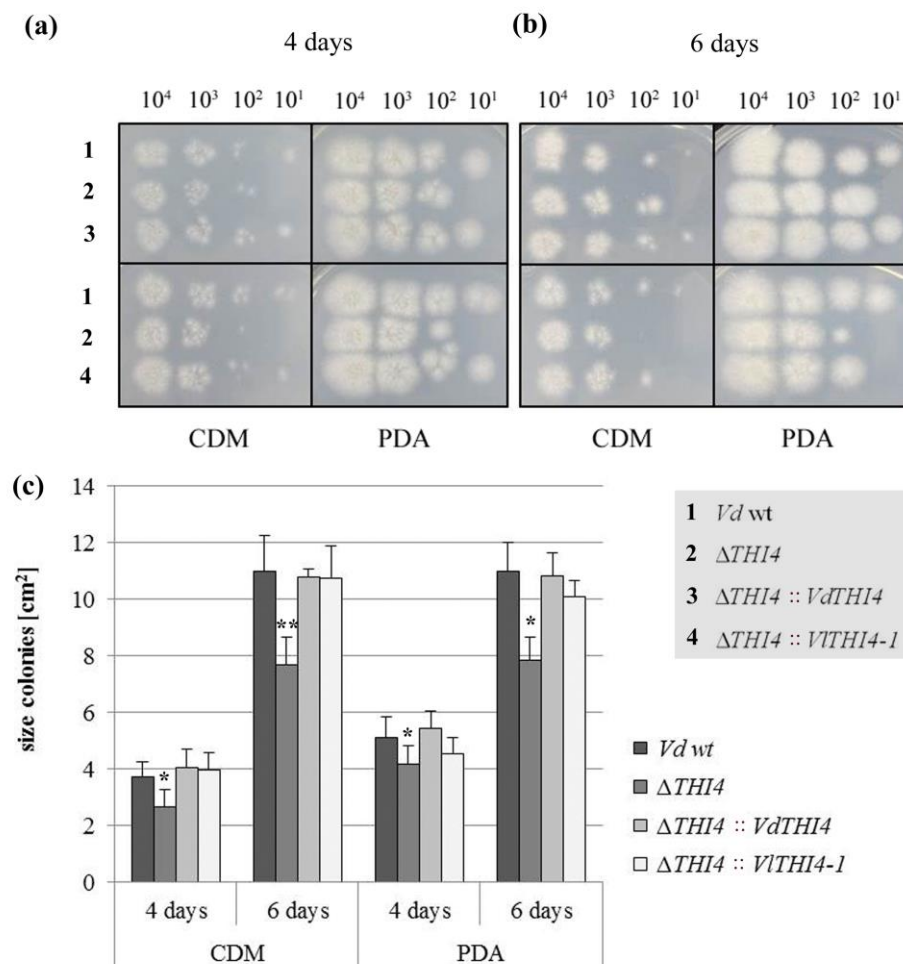 (a) 4 days (b) 6 days
10⁴ 10³ 10² 10¹ 10⁴ 10³ 10² 10¹ 10⁴ 10³ 10² 10¹ 10⁴ 10³ 10² 10¹
1
2
3
1
2
4
CDM PDA CDM PDA
(c)
size colonies [cm²]
14
12
10
8
6
4
2
0
*
**
*
*
4 days 6 days 4 days 6 days
CDM PDA
1 Vd wt
2 ΔTHI4
3 ΔTHI4 :: VdTHI4
4 ΔTHI4 :: VlTHI4-1
Vd wt
ΔTHI4
ΔTHI4 :: VdTHI4
ΔTHI4 :: VlTHI4-1